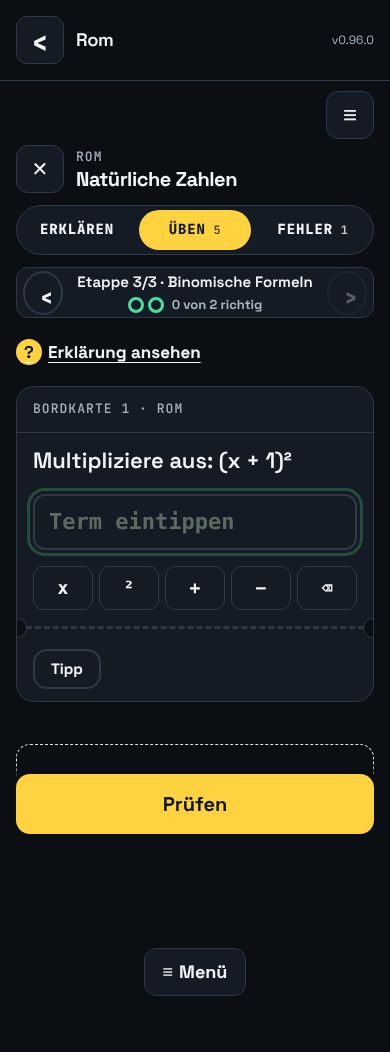 < Rom v0.96.0
≡
✕ ROM
Natürliche Zahlen
ERKLÄREN ÜBEN 5 FEHLER 1
< Etappe 3/3 · Binomische Formeln >
0 von 2 richtig
? Erklärung ansehen
BORDKARTE 1 · ROM
Multipliziere aus: (x + 1)²
Term eintippen
x ² + − ⌫
Tipp
Prüfen
≡ Menü